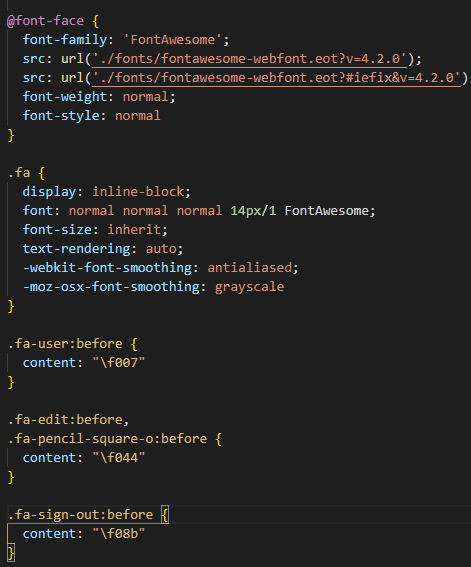 @font-face {
font-family: 'FontAwesome';
src: url('./fonts/fontawesome-webfont.eot?v=4.2.0');
src: url('./fonts/fontawesome-webfont.eot?#iefix&v=4.2.0')
font-weight: normal;
font-style: normal
}
.fa {
display: inline-block;
font: normal normal normal 14px/1 FontAwesome;
font-size: inherit;
text-rendering: auto;
-webkit-font-smoothing: antialiased;
-moz-osx-font-smoothing: grayscale
}
.fa-user:before {
content: "\f007"
}
.fa-edit:before,
.fa-pencil-square-o:before {
content: "\f044"
}
.fa-sign-out:before {
content: "\f08b"
}